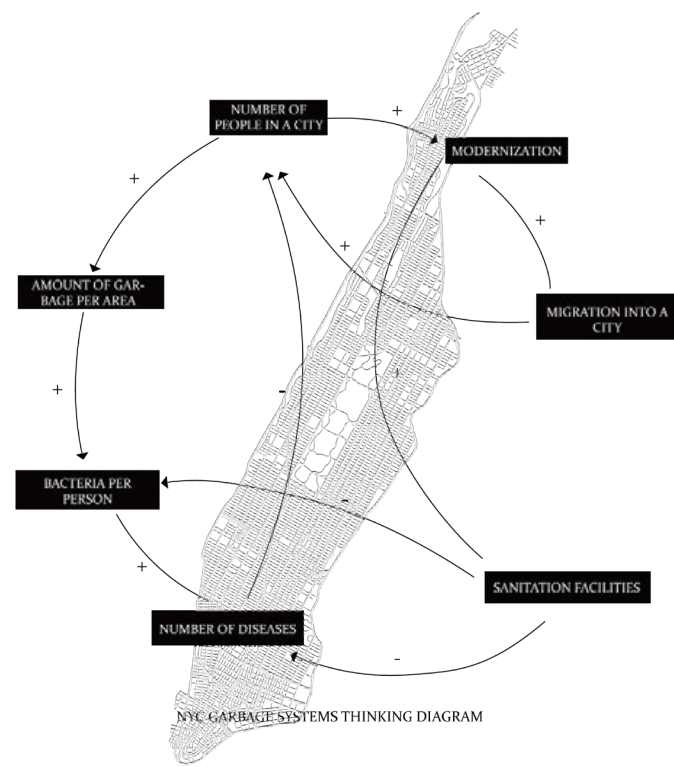 NUMBER OF
PEOPLE IN A CITY
+
MODERNIZATION
+
+
+
AMOUNT OF GAR-
BAGE PER AREA
MIGRATION INTO A
CITY
+
+
-
BACTERIA PER
PERSON
-
+
SANITATION FACILITIES
NUMBER OF DISEASES
-
NYC GARBAGE SYSTEMS THINKING DIAGRAM